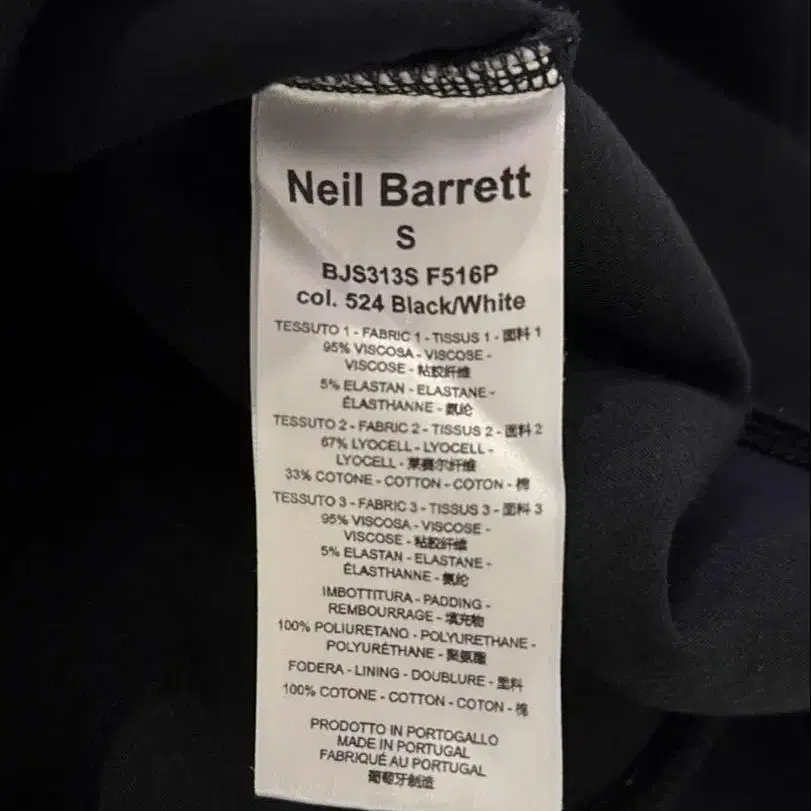 Neil Barrett
S
BJS313S F516P
col. 524 Black/White
TESSUTO 1 - FABRIC 1 - TISSUS 1 - 面料 1
95% VISCOSA - VISCOSE -
VISCOSE - 粘胶纤维
5% ELASTAN - ELASTANE -
ÉLASTHANNE - 氨纶
TESSUTO 2 - FABRIC 2 - TISSUS 2 - 面料 2
67% LYOCELL - LYOCELL -
LYOCELL - 莱赛尔纤维
33% COTONE - COTTON - COTON - 棉
TESSUTO 3 - FABRIC 3 - TISSUS 3 - 面料 3
95% VISCOSA - VISCOSE -
VISCOSE - 粘胶纤维
5% ELASTAN - ELASTANE -
ÉLASTHANNE - 氨纶
IMBOTTITURA - PADDING -
REMBOURRAGE - 填充物
100% POLIURETANO - POLYURETHANE -
POLYURÉTHANE - 聚氨酯
FODERA - LINING - DOUBLURE - 里料
100% COTONE - COTTON - COTON - 棉
PRODOTTO IN PORTOGALLO
MADE IN PORTUGAL
FABRIQUÉ AU PORTUGAL
葡萄牙制造